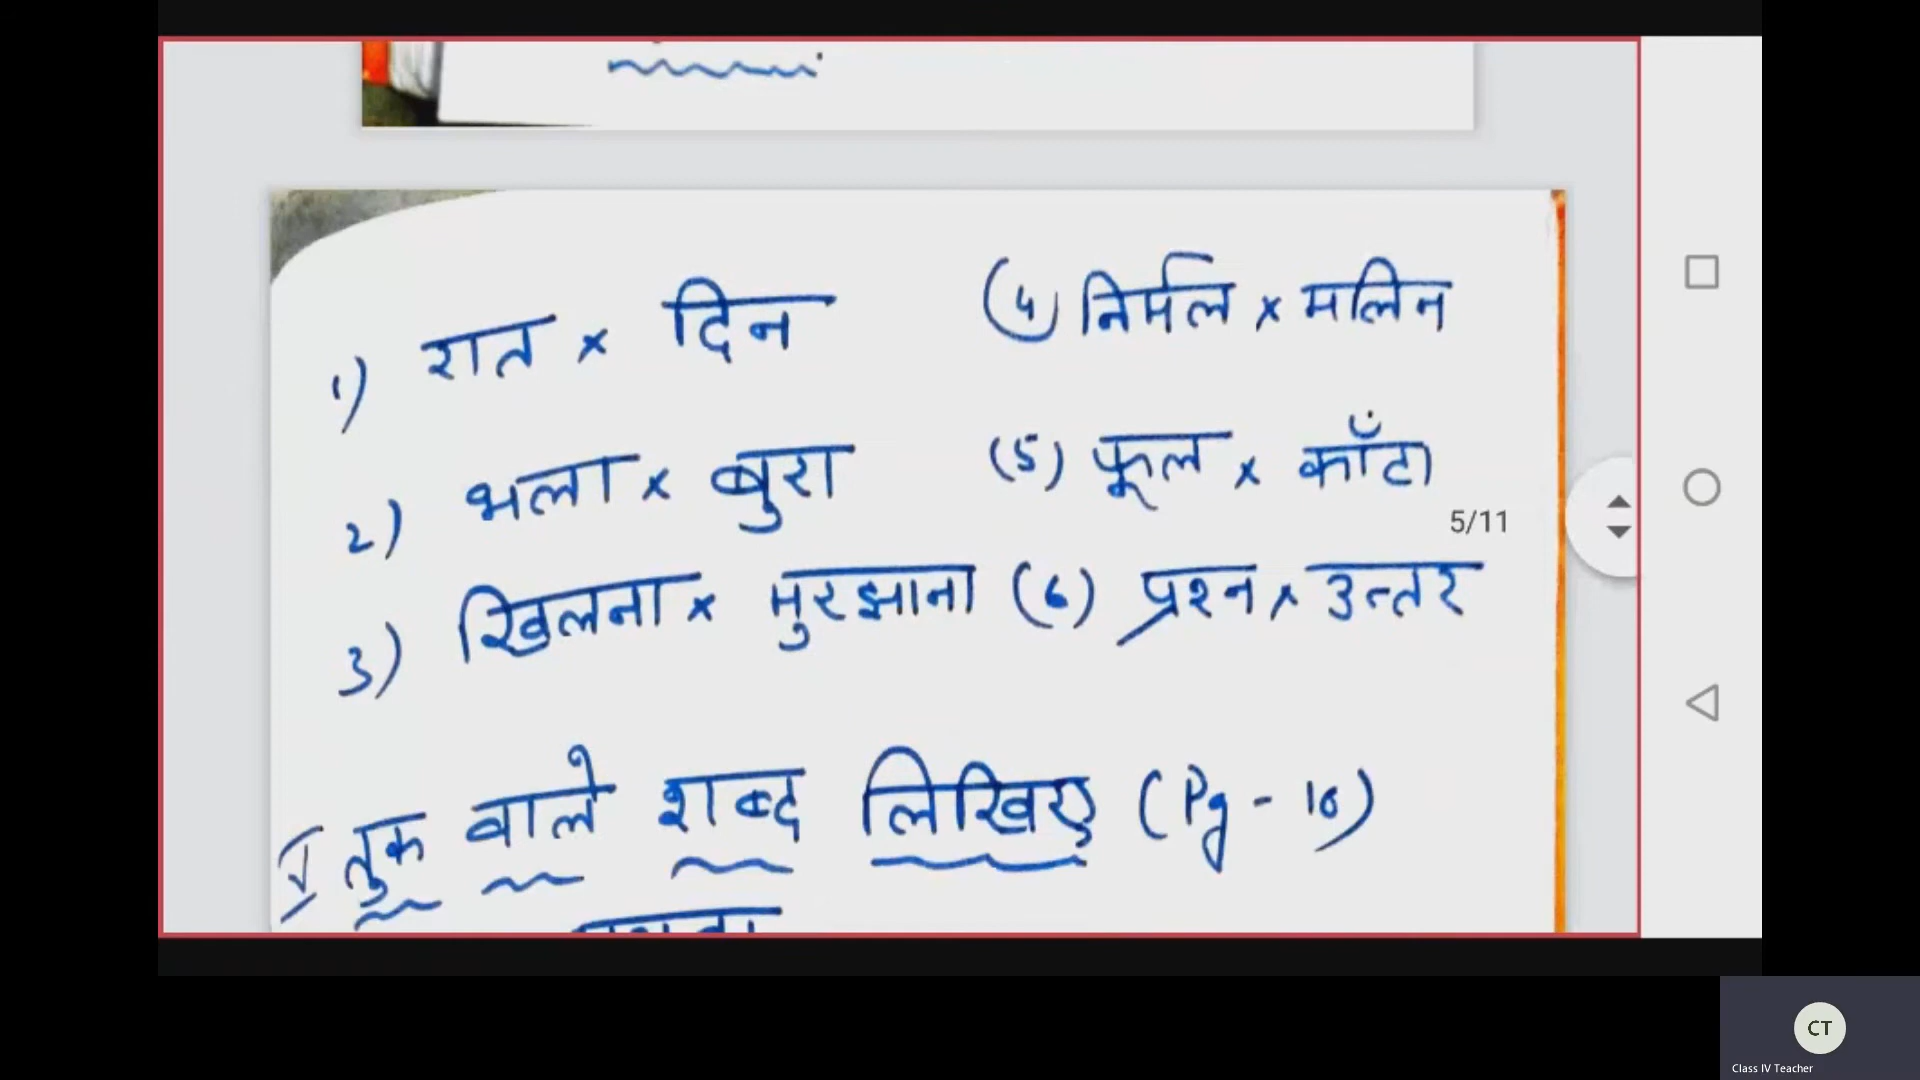 1) रात x दिन (4) निर्मल x मलिन
2) भला x बुरा (5) फूल x काँटा
5/11
3) खिलना x मुरझाना (6) प्रश्न x उत्तर
I तुक वाले शब्द लिखिए (Pg - 10)
CT
Class IV Teacher